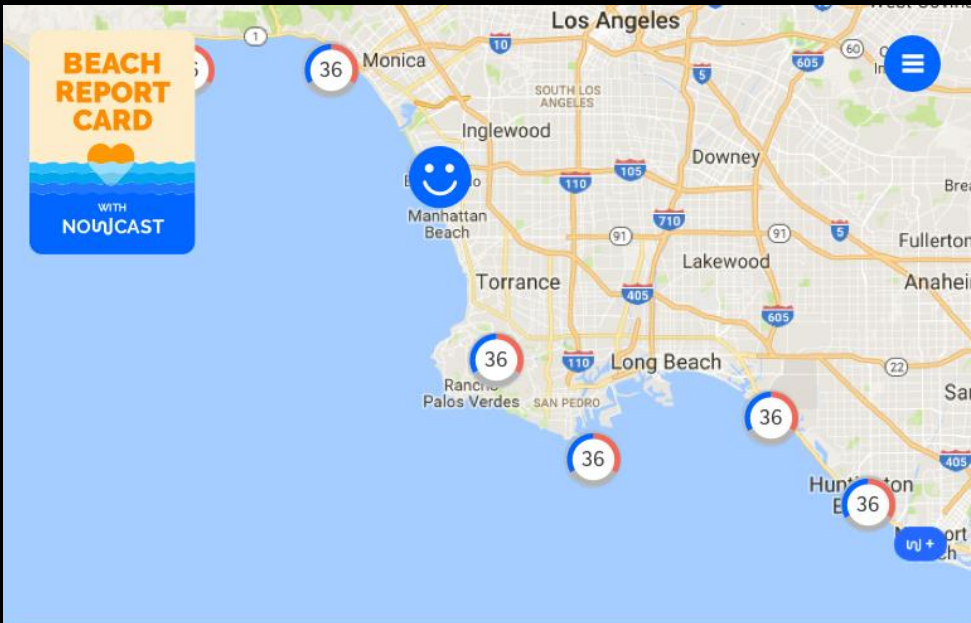 BEACH
REPORT
CARD
WITH
NOWCAST
1
36
Monica
Los Angeles
10
5
605
60
SOUTH LOS
ANGELES
Inglewood
Downey
110
105
Manhattan
Beach
710
91
91
5
Fullerton
Lakewood
Torrance
405
605
36
110
Long Beach
22
Rancho
Palos Verdes
SAN PEDRO
36
36
405
36
W +